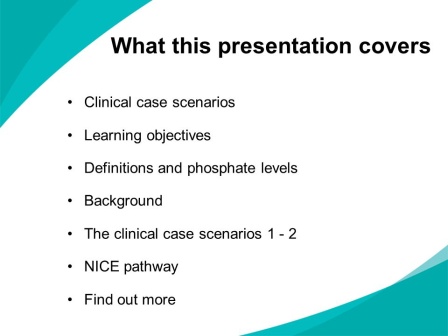 What this presentation covers
• Clinical case scenarios
• Learning objectives
• Definitions and phosphate levels
• Background
• The clinical case scenarios 1 - 2
• NICE pathway
• Find out more